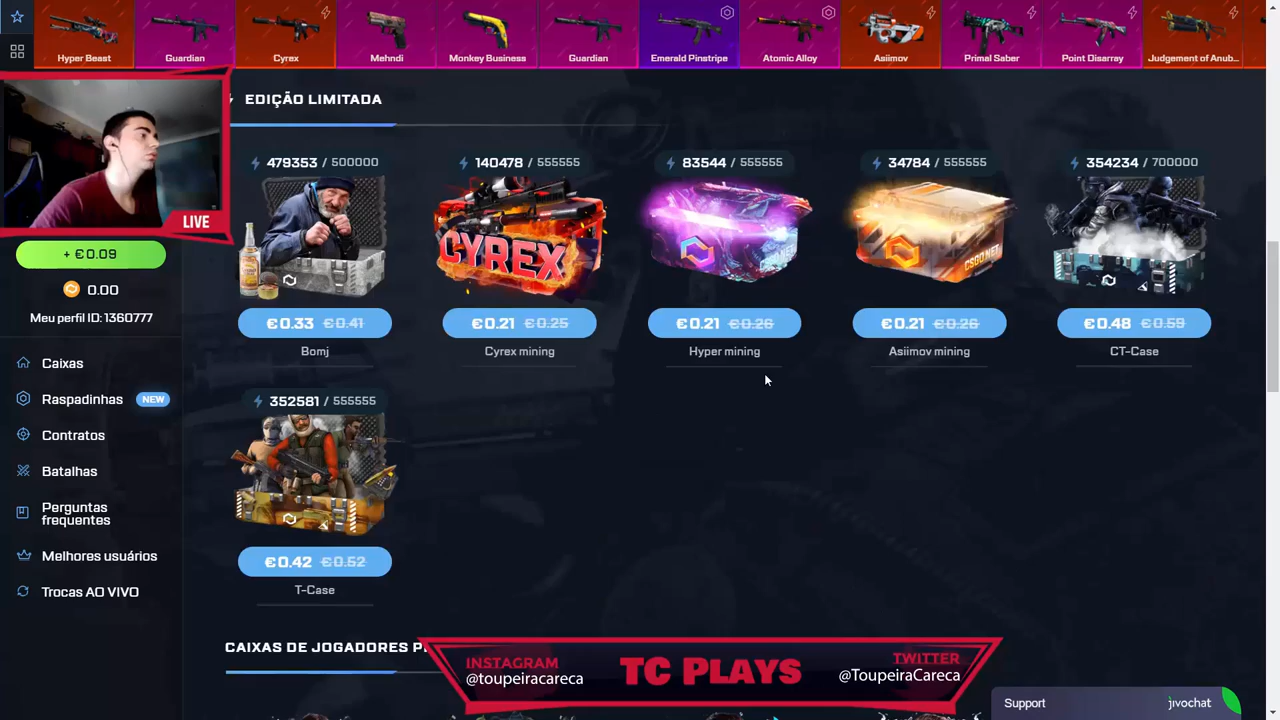 Hyper Beast
Guardian
Cyrex
Mehndi
Monkey Business
Guardian
Emerald Pinstripe
Atomic Alloy
Asiimov
Primal Saber
Point Disarray
Judgement of Anub...
EDIÇÃO LIMITADA
LIVE
+ €0.09
0.00
Meu perfil ID: 1360777
Caixas
Raspadinhas NEW
Contratos
Batalhas
Perguntas
frequentes
Melhores usuários
Trocas AO VIVO
479353 / 500000
€0.33 €0.41
Bomj
140478 / 555555
CYREX
€0.21 €0.25
Cyrex mining
83544 / 555555
€0.21 €0.26
Hyper mining
34784 / 555555
CSGO.NET
€0.21 €0.26
Asiimov mining
354234 / 700000
€0.48 €0.59
CT-Case
352581 / 555555
€0.42 €0.52
T-Case
CAIXAS DE JOGADORES P
INSTAGRAM
@toupeiracareca
TC PLAYS
TWITTER
@ToupeiraCareca
Support
jivochat